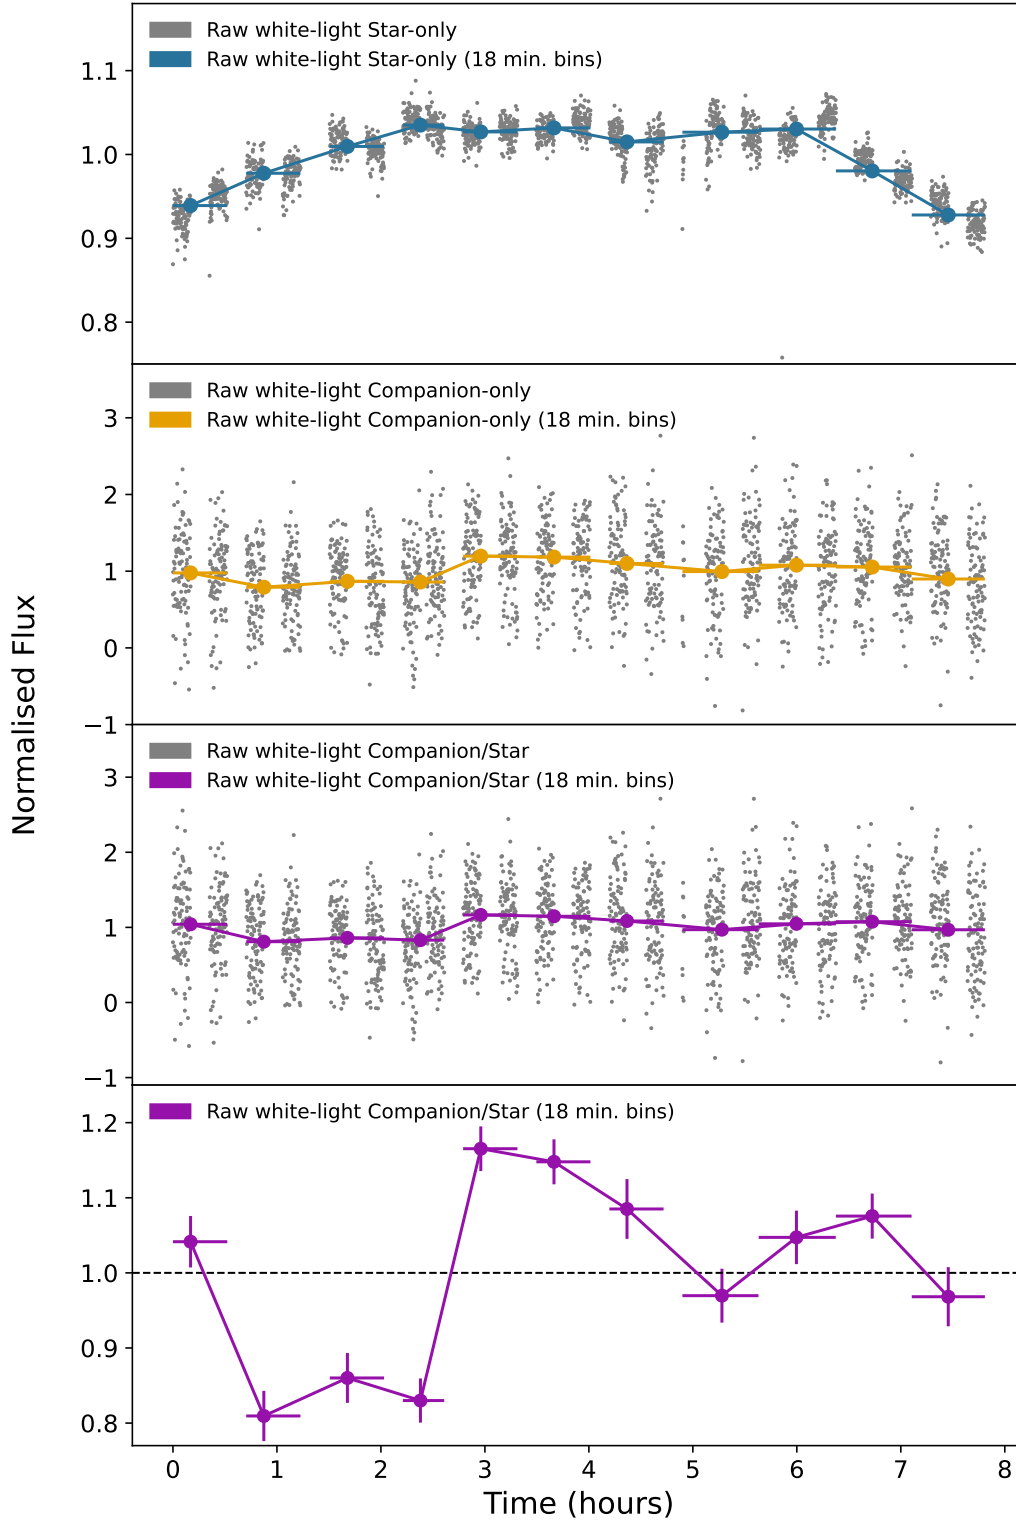 Raw white-light Star-only
Raw white-light Star-only (18 min. bins)
1.1
1.0
0.9
0.8
Raw white-light Companion-only
Raw white-light Companion-only (18 min. bins)
3
2
1
0
−1
Normalised Flux
Raw white-light Companion/Star
Raw white-light Companion/Star (18 min. bins)
3
2
1
0
−1
Raw white-light Companion/Star (18 min. bins)
1.2
1.1
1.0
0.9
0.8
0 1 2 3 4 5 6 7 8
Time (hours)